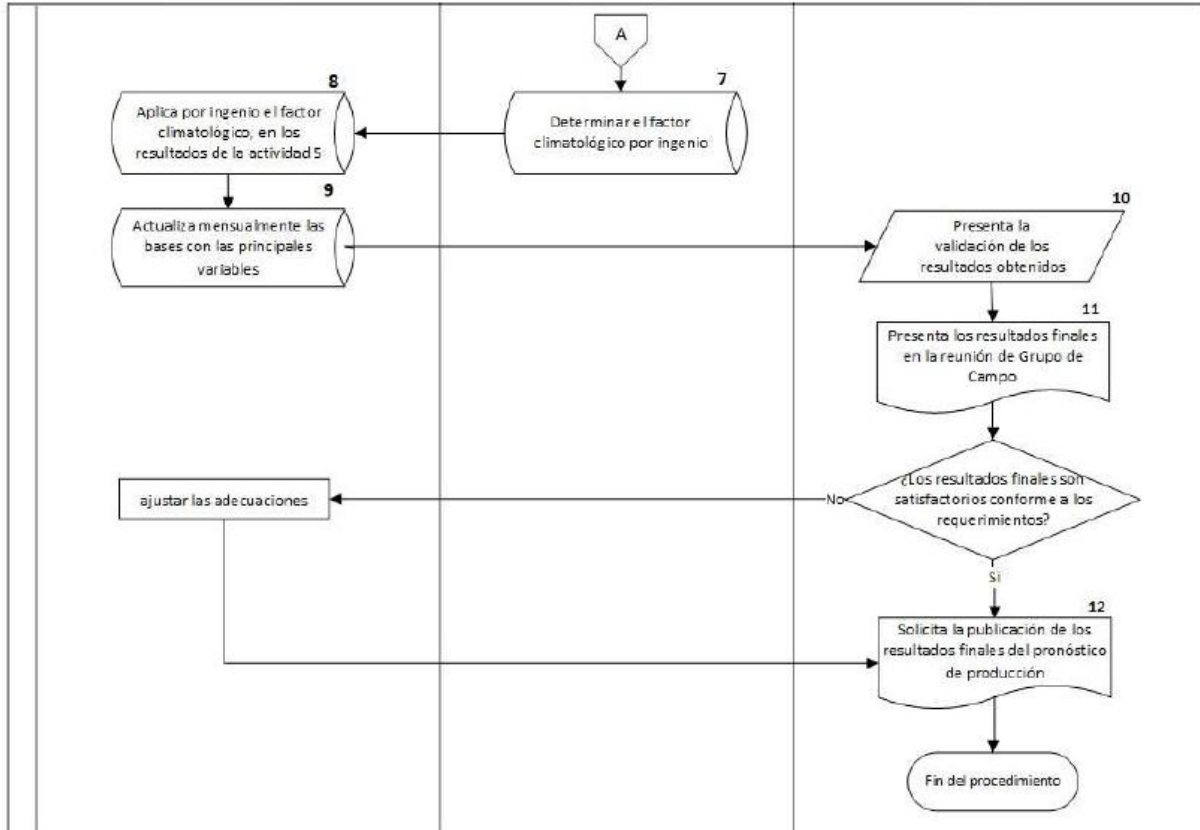 A
7
Determinar el factor
climatológico por ingenio
8
Aplica por ingenio el factor
climatológico, en los
resultados de la actividad 5
9
Actualiza mensualmente las
bases con las principales
variables
10
Presenta la
validación de los
resultados obtenidos
11
Presenta los resultados finales
en la reunión de Grupo de
Campo
¿Los resultados finales son
satisfactorios conforme a los
requerimientos?
No
ajustar las adecuaciones
Si
12
Solicita la publicación de los
resultados finales del pronóstico
de producción
Fin del procedimiento